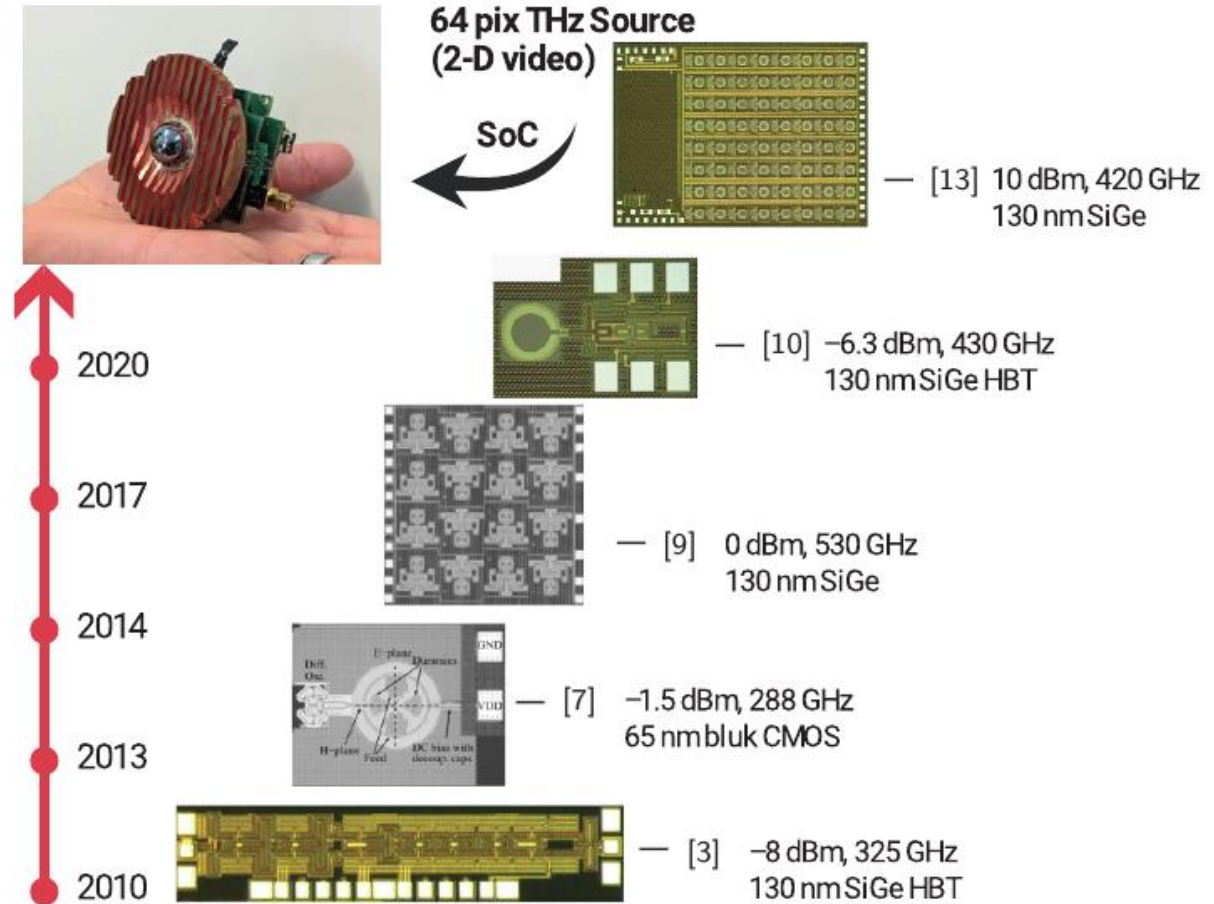 64 pix THz Source
(2-D video)
SoC
— [13] 10 dBm, 420 GHz
130 nm SiGe
— [10] −6.3 dBm, 430 GHz
130 nm SiGe HBT
2020
2017
— [9] 0 dBm, 530 GHz
130 nm SiGe
2014
Diff.
Osc.
E-plane
Dummies
GND
VDD
H-plane
Feed
DC bias with
decoup. caps
— [7] −1.5 dBm, 288 GHz
65 nm bluk CMOS
2013
— [3] −8 dBm, 325 GHz
130 nm SiGe HBT
2010